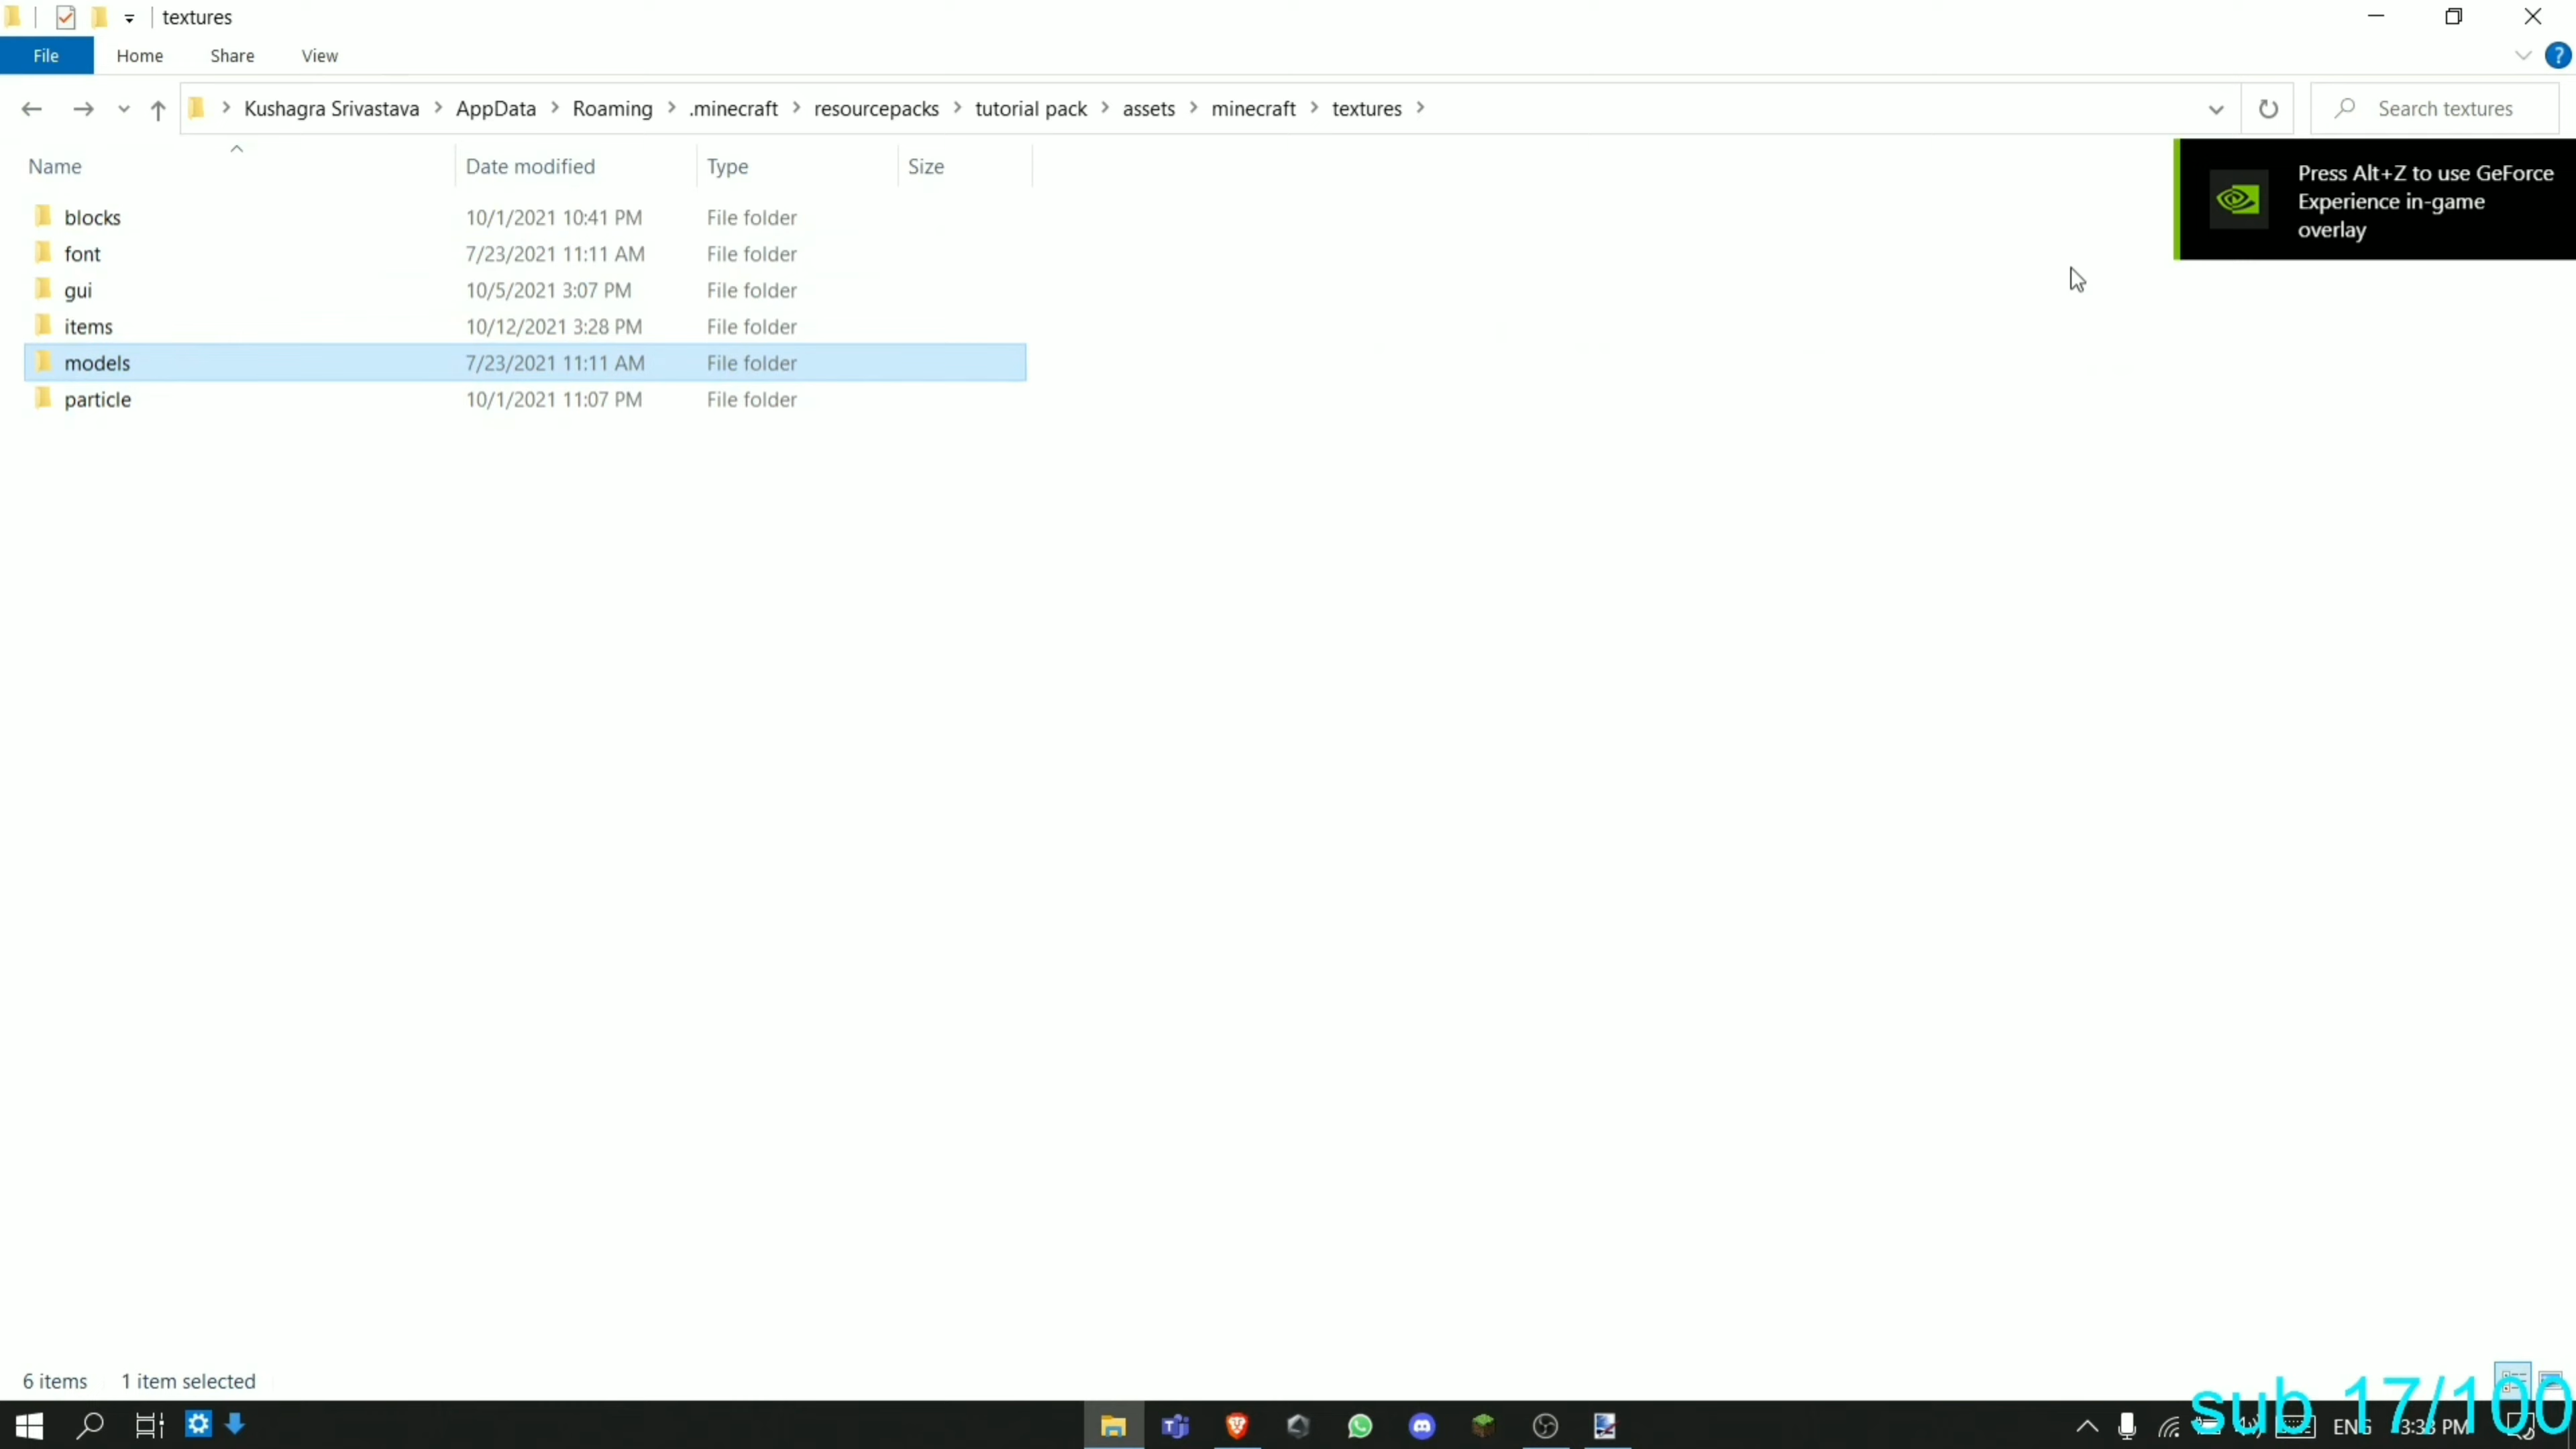 textures
File Home Share View
Kushagra Srivastava > AppData > Roaming > .minecraft > resourcepacks > tutorial pack > assets > minecraft > textures >
Search textures
Name Date modified Type Size
Press Alt+Z to use GeForce
Experience in-game
overlay
blocks 10/1/2021 10:41 PM File folder
font 7/23/2021 11:11 AM File folder
gui 10/5/2021 3:07 PM File folder
items 10/12/2021 3:28 PM File folder
models 7/23/2021 11:11 AM File folder
particle 10/1/2021 11:07 PM File folder
6 items 1 item selected
sub 17/100
ENG PM